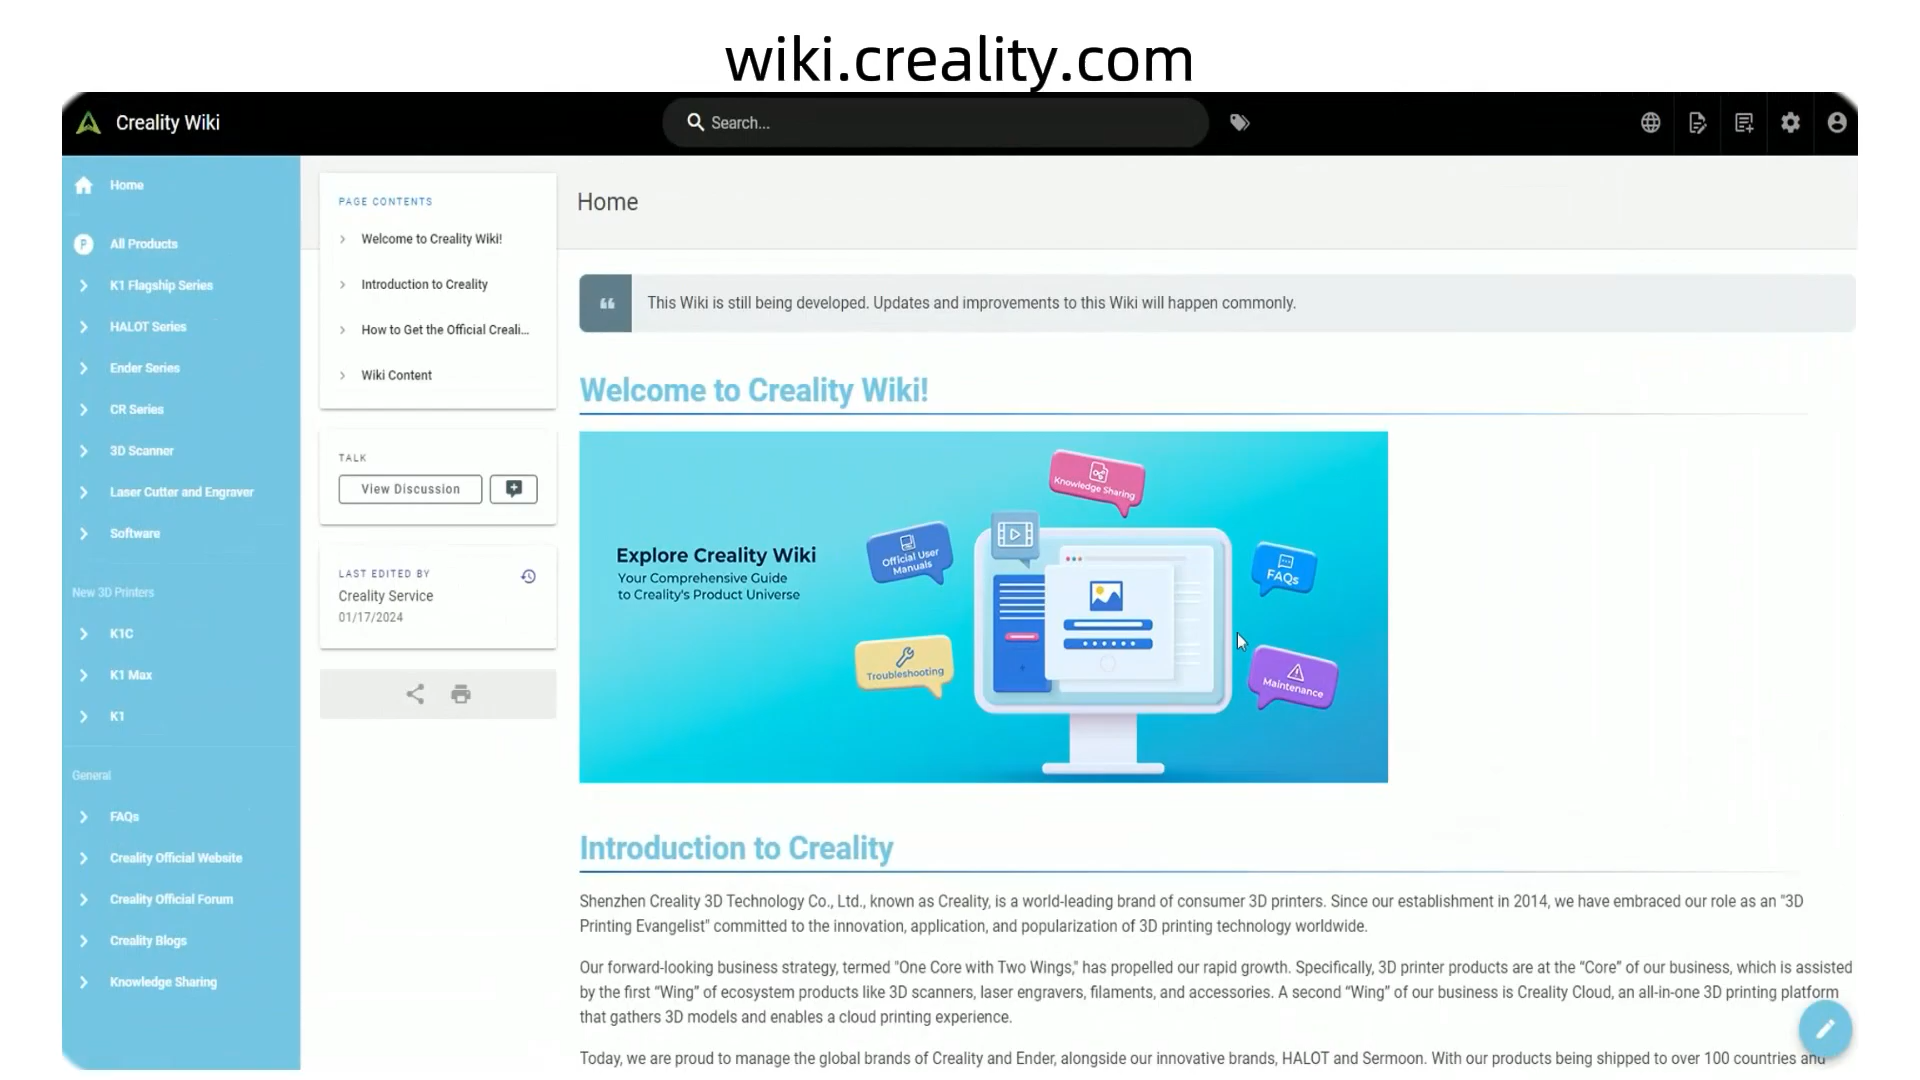 wiki.creality.com
Creality Wiki
Search...
Home
All Products
K1 Flagship Series
HALOT Series
Ender Series
CR Series
3D Scanner
Laser Cutter and Engraver
Software
New 3D Printers
K1C
K1 Max
K1
General
FAQs
Creality Official Website
Creality Official Forum
Creality Blogs
Knowledge Sharing
PAGE CONTENTS
Welcome to Creality Wiki!
Introduction to Creality
How to Get the Official Creali...
Wiki Content
TALK
View Discussion
LAST EDITED BY
Creality Service
01/17/2024
Home
This Wiki is still being developed. Updates and improvements to this Wiki will happen commonly.
Welcome to Creality Wiki!
Explore Creality Wiki
Your Comprehensive Guide
to Creality's Product Universe
Knowledge Sharing
Official User
Manuals
FAQs
Troubleshooting
Maintenance
Introduction to Creality
Shenzhen Creality 3D Technology Co., Ltd., known as Creality, is a world-leading brand of consumer 3D printers. Since our establishment in 2014, we have embraced our role as an "3D
Printing Evangelist" committed to the innovation, application, and popularization of 3D printing technology worldwide.
Our forward-looking business strategy, termed "One Core with Two Wings," has propelled our rapid growth. Specifically, 3D printer products are at the “Core” of our business, which is assisted
by the first “Wing” of ecosystem products like 3D scanners, laser engravers, filaments, and accessories. A second “Wing” of our business is Creality Cloud, an all-in-one 3D printing platform
that gathers 3D models and enables a cloud printing experience.
Today, we are proud to manage the global brands of Creality and Ender, alongside our innovative brands, HALOT and Sermoon. With our products being shipped to over 100 countries and